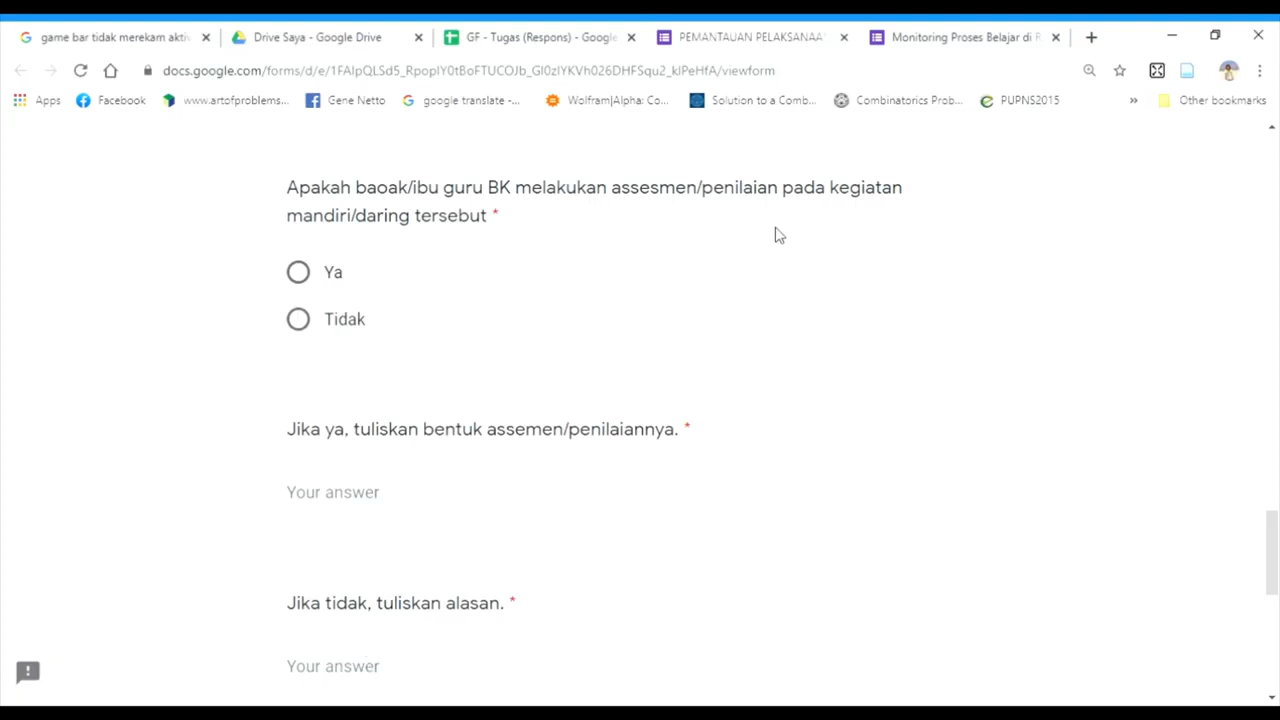 game bar tidak merekam akti
Drive Saya - Google Drive
GF - Tugas (Respons) - Google
PEMANTAUAN PELAKSANAA
Monitoring Proses Belajar di R
docs.google.com/forms/d/e/1FAIpQLSd5_RpopIY0tBoFTUCOJb_GI0zIYKVh026DHFSqu2_kIPeHfA/viewform
Apps
Facebook
www.artofproblems...
Gene Netto
google translate -...
Wolfram|Alpha: Co...
Solution to a Comb...
Combinatorics Prob...
PUPNS2015
»
Other bookmarks
Apakah baoak/ibu guru BK melakukan assesmen/penilaian pada kegiatan
mandiri/daring tersebut *
Ya
Tidak
Jika ya, tuliskan bentuk assemen/penilaiannya. *
Your answer
Jika tidak, tuliskan alasan. *
Your answer